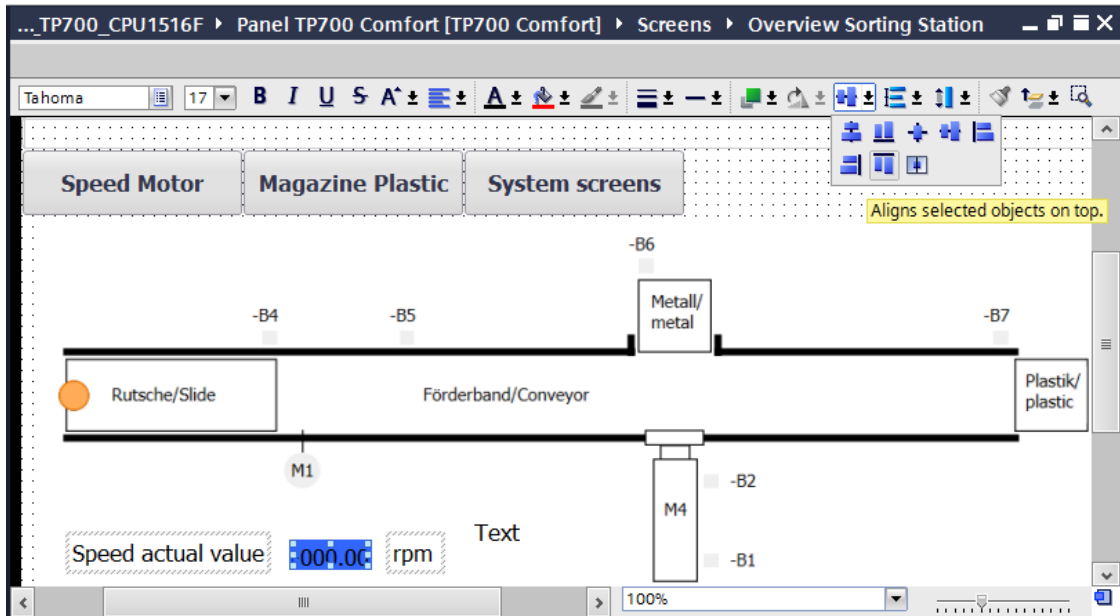 ..._TP700_CPU1516F ▸ Panel TP700 Comfort [TP700 Comfort] ▸ Screens ▸ Overview Sorting Station
Tahoma 17 B I U S A A
Aligns selected objects on top.
Speed Motor Magazine Plastic System screens
-B6
Metall/
metal
-B4 -B5 -B7
Rutsche/Slide Förderband/Conveyor
Plastik/
plastic
M1
-B2
M4
Text
Speed actual value 000.00 rpm
-B1
100%